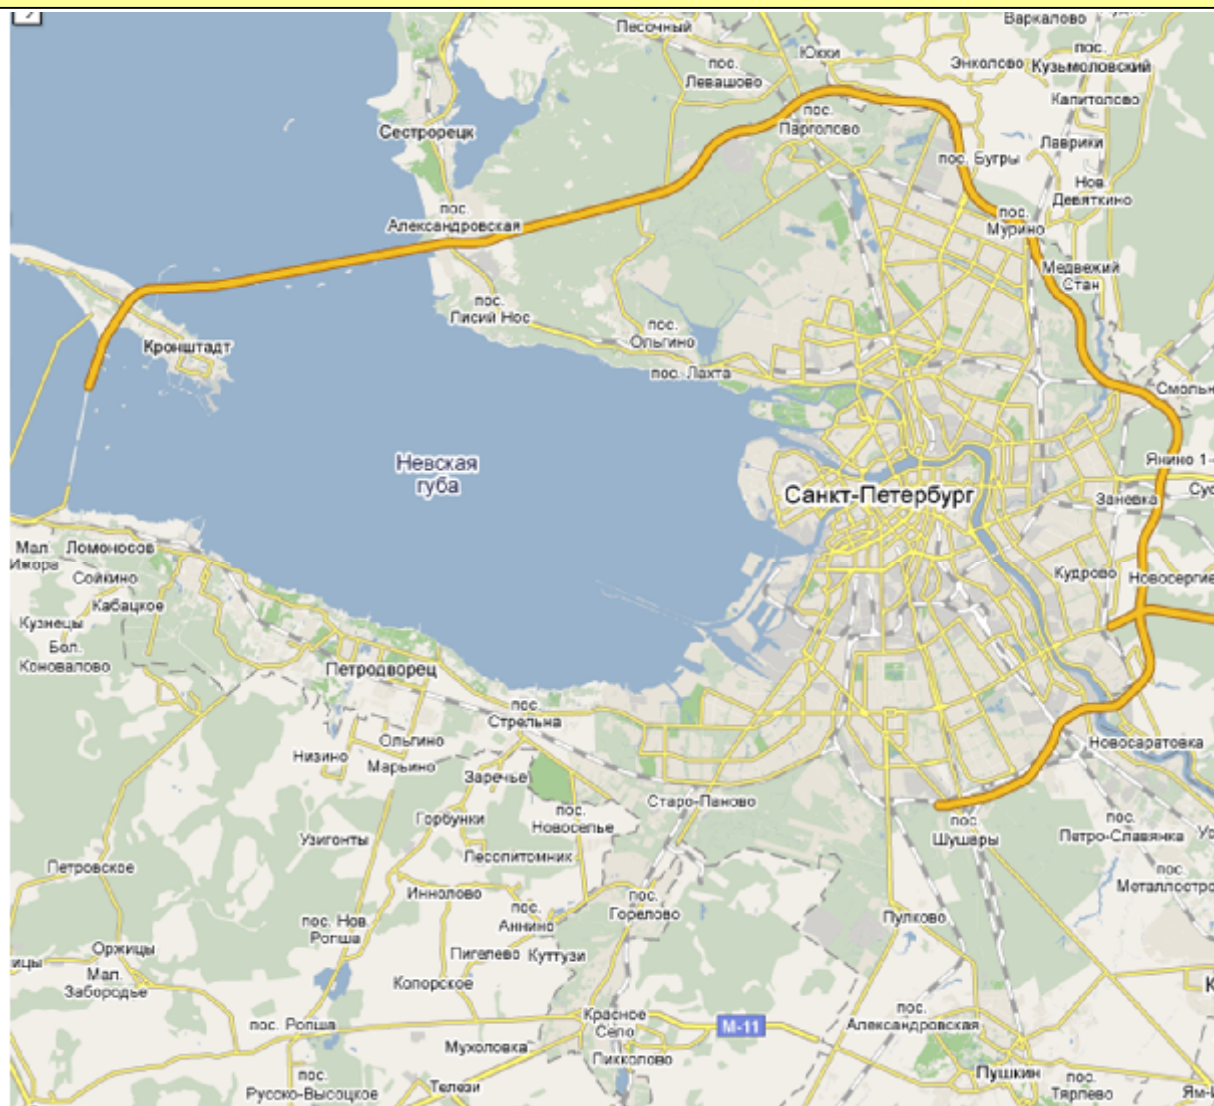 Варкалово
Песочный
Юкки
пос.
Кузьмоловский
Энколово
пос.
Левашово
Капитолово
пос.
Парголово
Сестрорецк
Лаврики
пос. Бугры
Нов.
Девяткино
пос.
Александровская
пос.
Мурино
Медвежий
Стан
пос.
Лисий Нос
пос.
Ольгино
Кронштадт
пос. Лахта
Смольн
Невская
губа
Янино 1-
Санкт-Петербург
Заневка
Сус
Мал.
Ижора
Ломоносов
Сойкино
Кудрово
Новосергие
Кабацкое
Кузнецы
Бол.
Коновалово
Петродворец
пос.
Стрельна
Ольгино
Низино
Марьино
Новосаратовка
Заречье
Старо-Паново
Горбунки
пос.
Новоселье
пос.
Шушары
пос.
Петро-Славянка
Узигонты
Лесопитомник
Петровское
пос.
Металлостро
Иннолово
пос.
Горелово
пос.
Аннино
пос. Нов.
Ропша
Пулково
Оржицы
ицы
Пигелево
Куттузи
Мал.
Забородье
Копорское
К
пос.
Александровская
Красное
Село
М-11
пос. Ропша
Мухоловка
Пикколово
Пушкин
пос.
Русско-Высоцкое
Телези
пос.
Тярлево
Ям-И